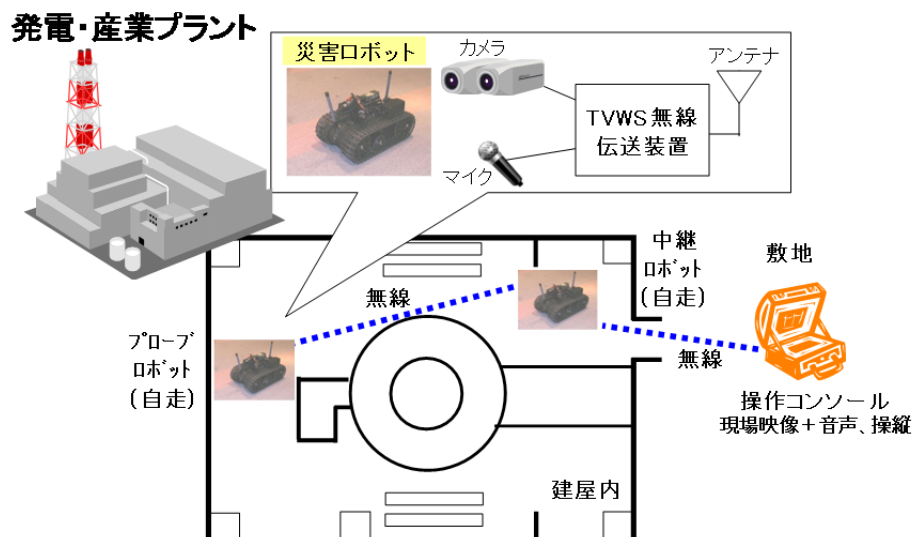 発電・産業プラント
災害ロボット
カメラ
アンテナ
TVWS無線
伝送装置
マイク
中継
ロボット
(自走)
敷地
無線
プローブ
ロボット
(自走)
無線
操作コンソール
現場映像+音声、操縦
建屋内